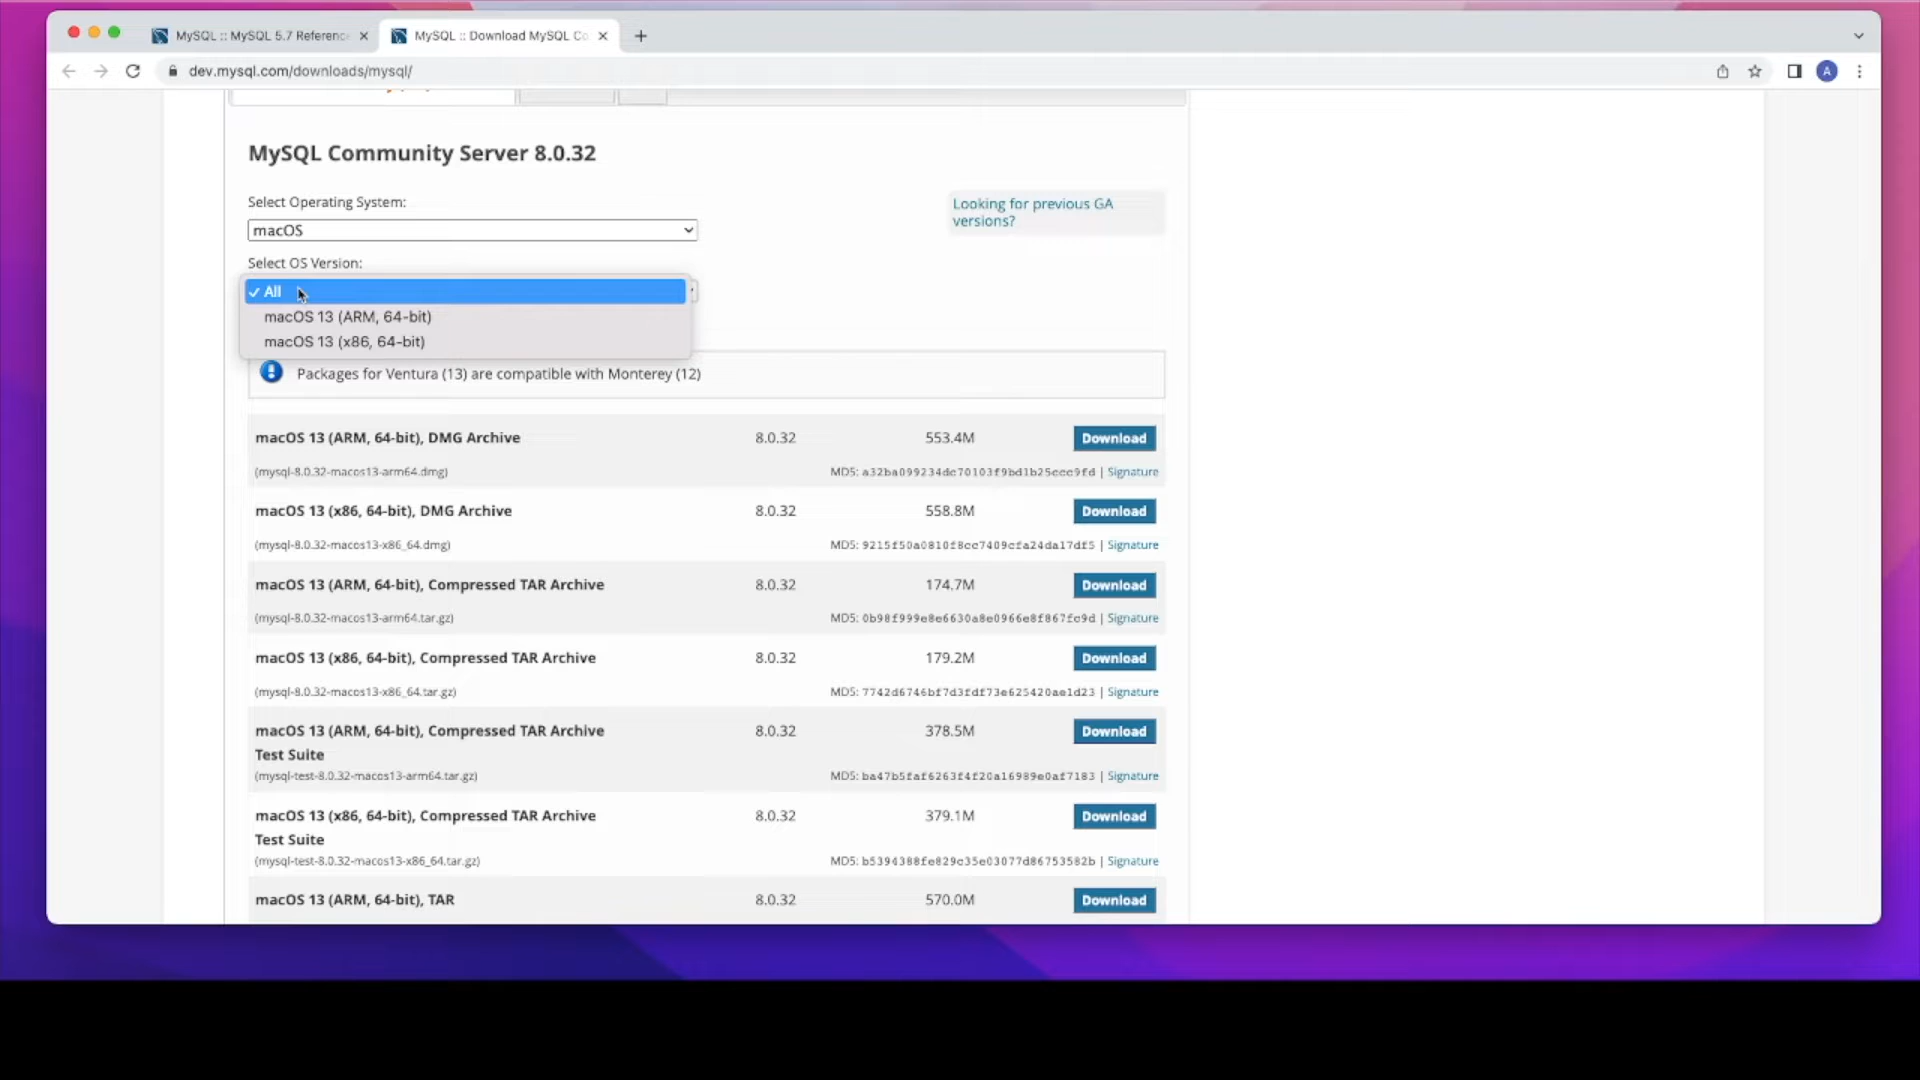 MySQL :: MySQL 5.7 Referenc
MySQL :: Download MySQL Co
dev.mysql.com/downloads/mysql/
A
MySQL Community Server 8.0.32
Select Operating System:
Looking for previous GA
versions?
macOS
Select OS Version:
✓ All
macOS 13 (ARM, 64-bit)
macOS 13 (x86, 64-bit)
Packages for Ventura (13) are compatible with Monterey (12)
macOS 13 (ARM, 64-bit), DMG Archive 8.0.32 553.4M Download
(mysql-8.0.32-macos13-arm64.dmg) MD5: a32ba099234dc70103f9bd1b25ccc9fd | Signature
macOS 13 (x86, 64-bit), DMG Archive 8.0.32 558.8M Download
(mysql-8.0.32-macos13-x86_64.dmg) MD5: 9215f50a0810f8cc7409cfa24da17df5 | Signature
macOS 13 (ARM, 64-bit), Compressed TAR Archive 8.0.32 174.7M Download
(mysql-8.0.32-macos13-arm64.tar.gz) MD5: 0b98f999e8e6630a8e0966e8f867fc9d | Signature
macOS 13 (x86, 64-bit), Compressed TAR Archive 8.0.32 179.2M Download
(mysql-8.0.32-macos13-x86_64.tar.gz) MD5: 7742d6746bf7d3fdf73e625420ae1d23 | Signature
macOS 13 (ARM, 64-bit), Compressed TAR Archive 8.0.32 378.5M Download
Test Suite
(mysql-test-8.0.32-macos13-arm64.tar.gz) MD5: ba47b5faf6263f4f20a16989e0af7183 | Signature
macOS 13 (x86, 64-bit), Compressed TAR Archive 8.0.32 379.1M Download
Test Suite
(mysql-test-8.0.32-macos13-x86_64.tar.gz) MD5: b5394388fe829c35e03077d86753582b | Signature
macOS 13 (ARM, 64-bit), TAR 8.0.32 570.0M Download